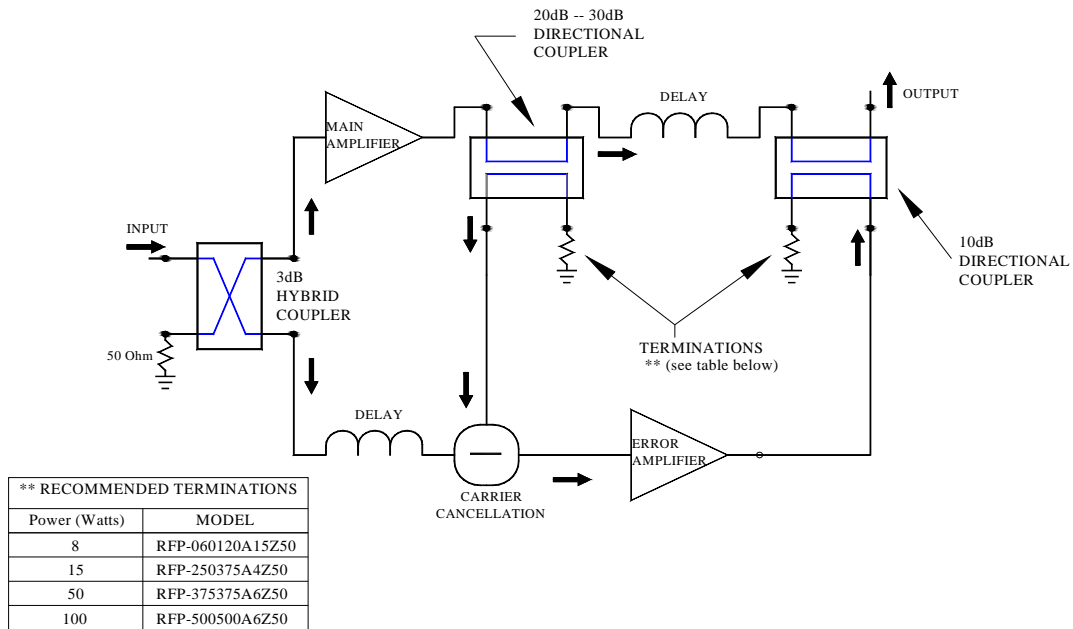 20dB -- 30dB
DIRECTIONAL
COUPLER
DELAY
OUTPUT
MAIN
AMPLIFIER
INPUT
3dB
HYBRID
COUPLER
10dB
DIRECTIONAL
COUPLER
50 Ohm
TERMINATIONS
** (see table below)
DELAY
ERROR
AMPLIFIER
CARRIER
CANCELLATION
** RECOMMENDED TERMINATIONS
Power (Watts) MODEL
8 RFP-060120A15Z50
15 RFP-250375A4Z50
50 RFP-375375A6Z50
100 RFP-500500A6Z50